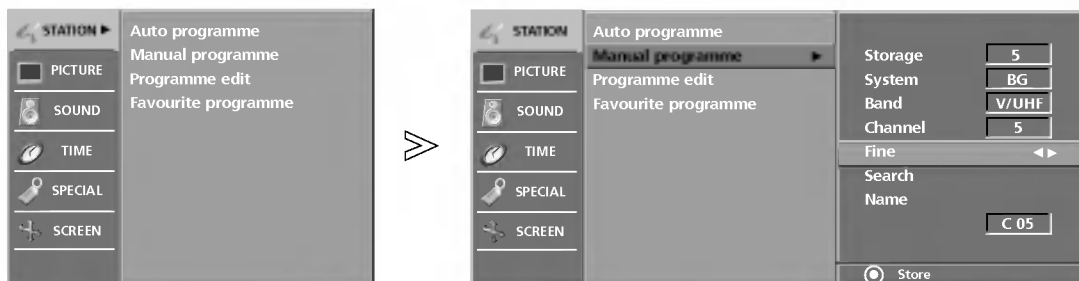 STATION
PICTURE
SOUND
TIME
SPECIAL
SCREEN
Auto programme
Manual programme
Programme edit
Favourite programme
STATION
PICTURE
SOUND
TIME
SPECIAL
SCREEN
Auto programme
Manual programme
Programme edit
Favourite programme
Storage 5
System BG
Band V/UHF
Channel 5
Fine
Search
Name
C 05
Store